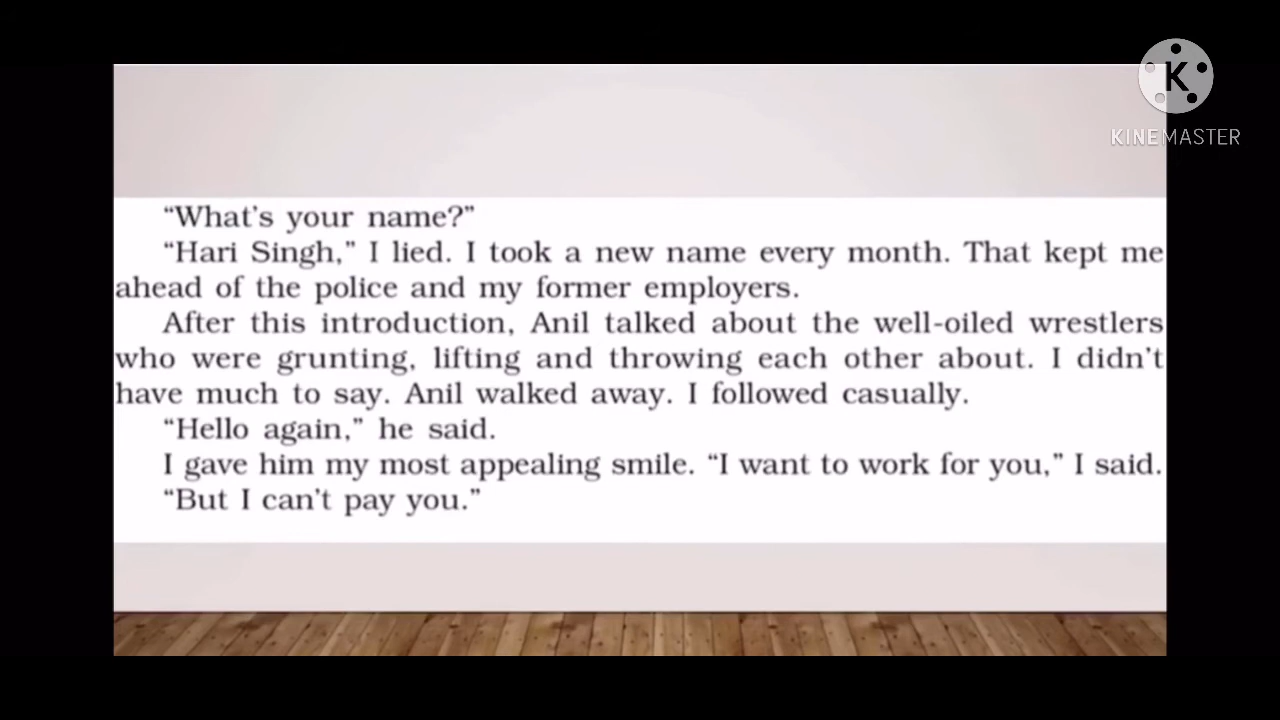 K
KINEMASTER
“What’s your name?”
“Hari Singh,” I lied. I took a new name every month. That kept me
ahead of the police and my former employers.
After this introduction, Anil talked about the well-oiled wrestlers
who were grunting, lifting and throwing each other about. I didn’t
have much to say. Anil walked away. I followed casually.
“Hello again,” he said.
I gave him my most appealing smile. “I want to work for you,” I said.
“But I can’t pay you.”